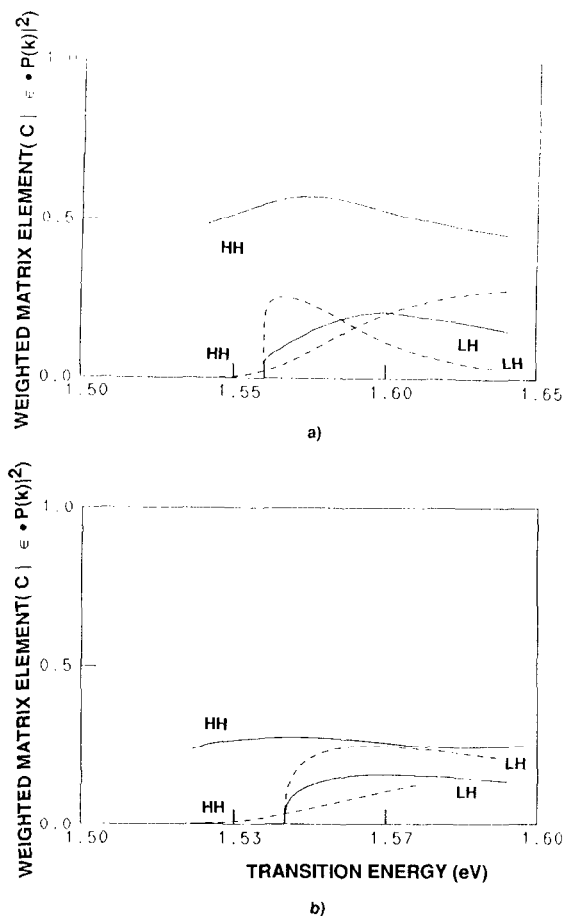 WEIGHTED MATRIX ELEMENT( C | ϵ • P(k)|2)
1.0
0.5
0.0
HH
HH
LH
LH
1.50
1.55
1.60
1.65
a)
WEIGHTED MATRIX ELEMENT( C | ϵ • P(k)|2)
1.0
0.5
0.0
HH
HH
LH
LH
1.50
1.53
1.57
1.60
TRANSITION ENERGY (eV)
b)